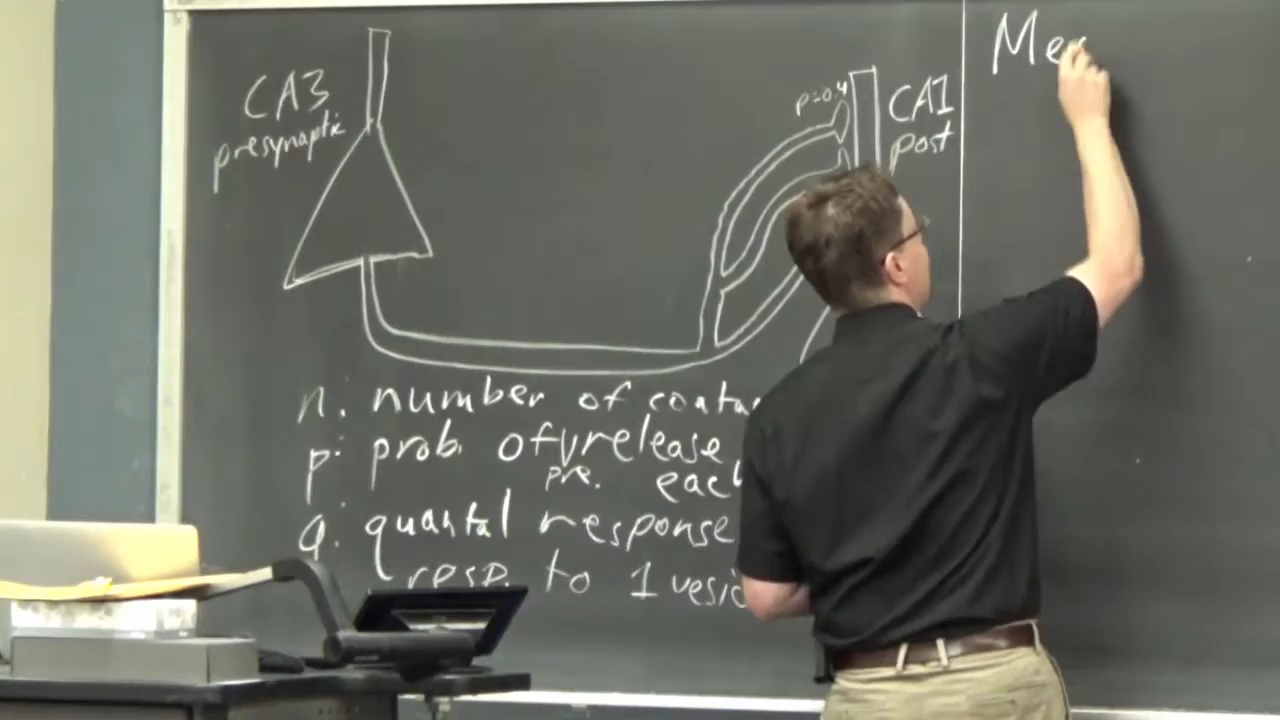 CA3
presynaptic
p=0.4
CA1
post
Me
n: number of conta
p: prob. of release
pre. each
q: quantal response
resp. to 1 vesic